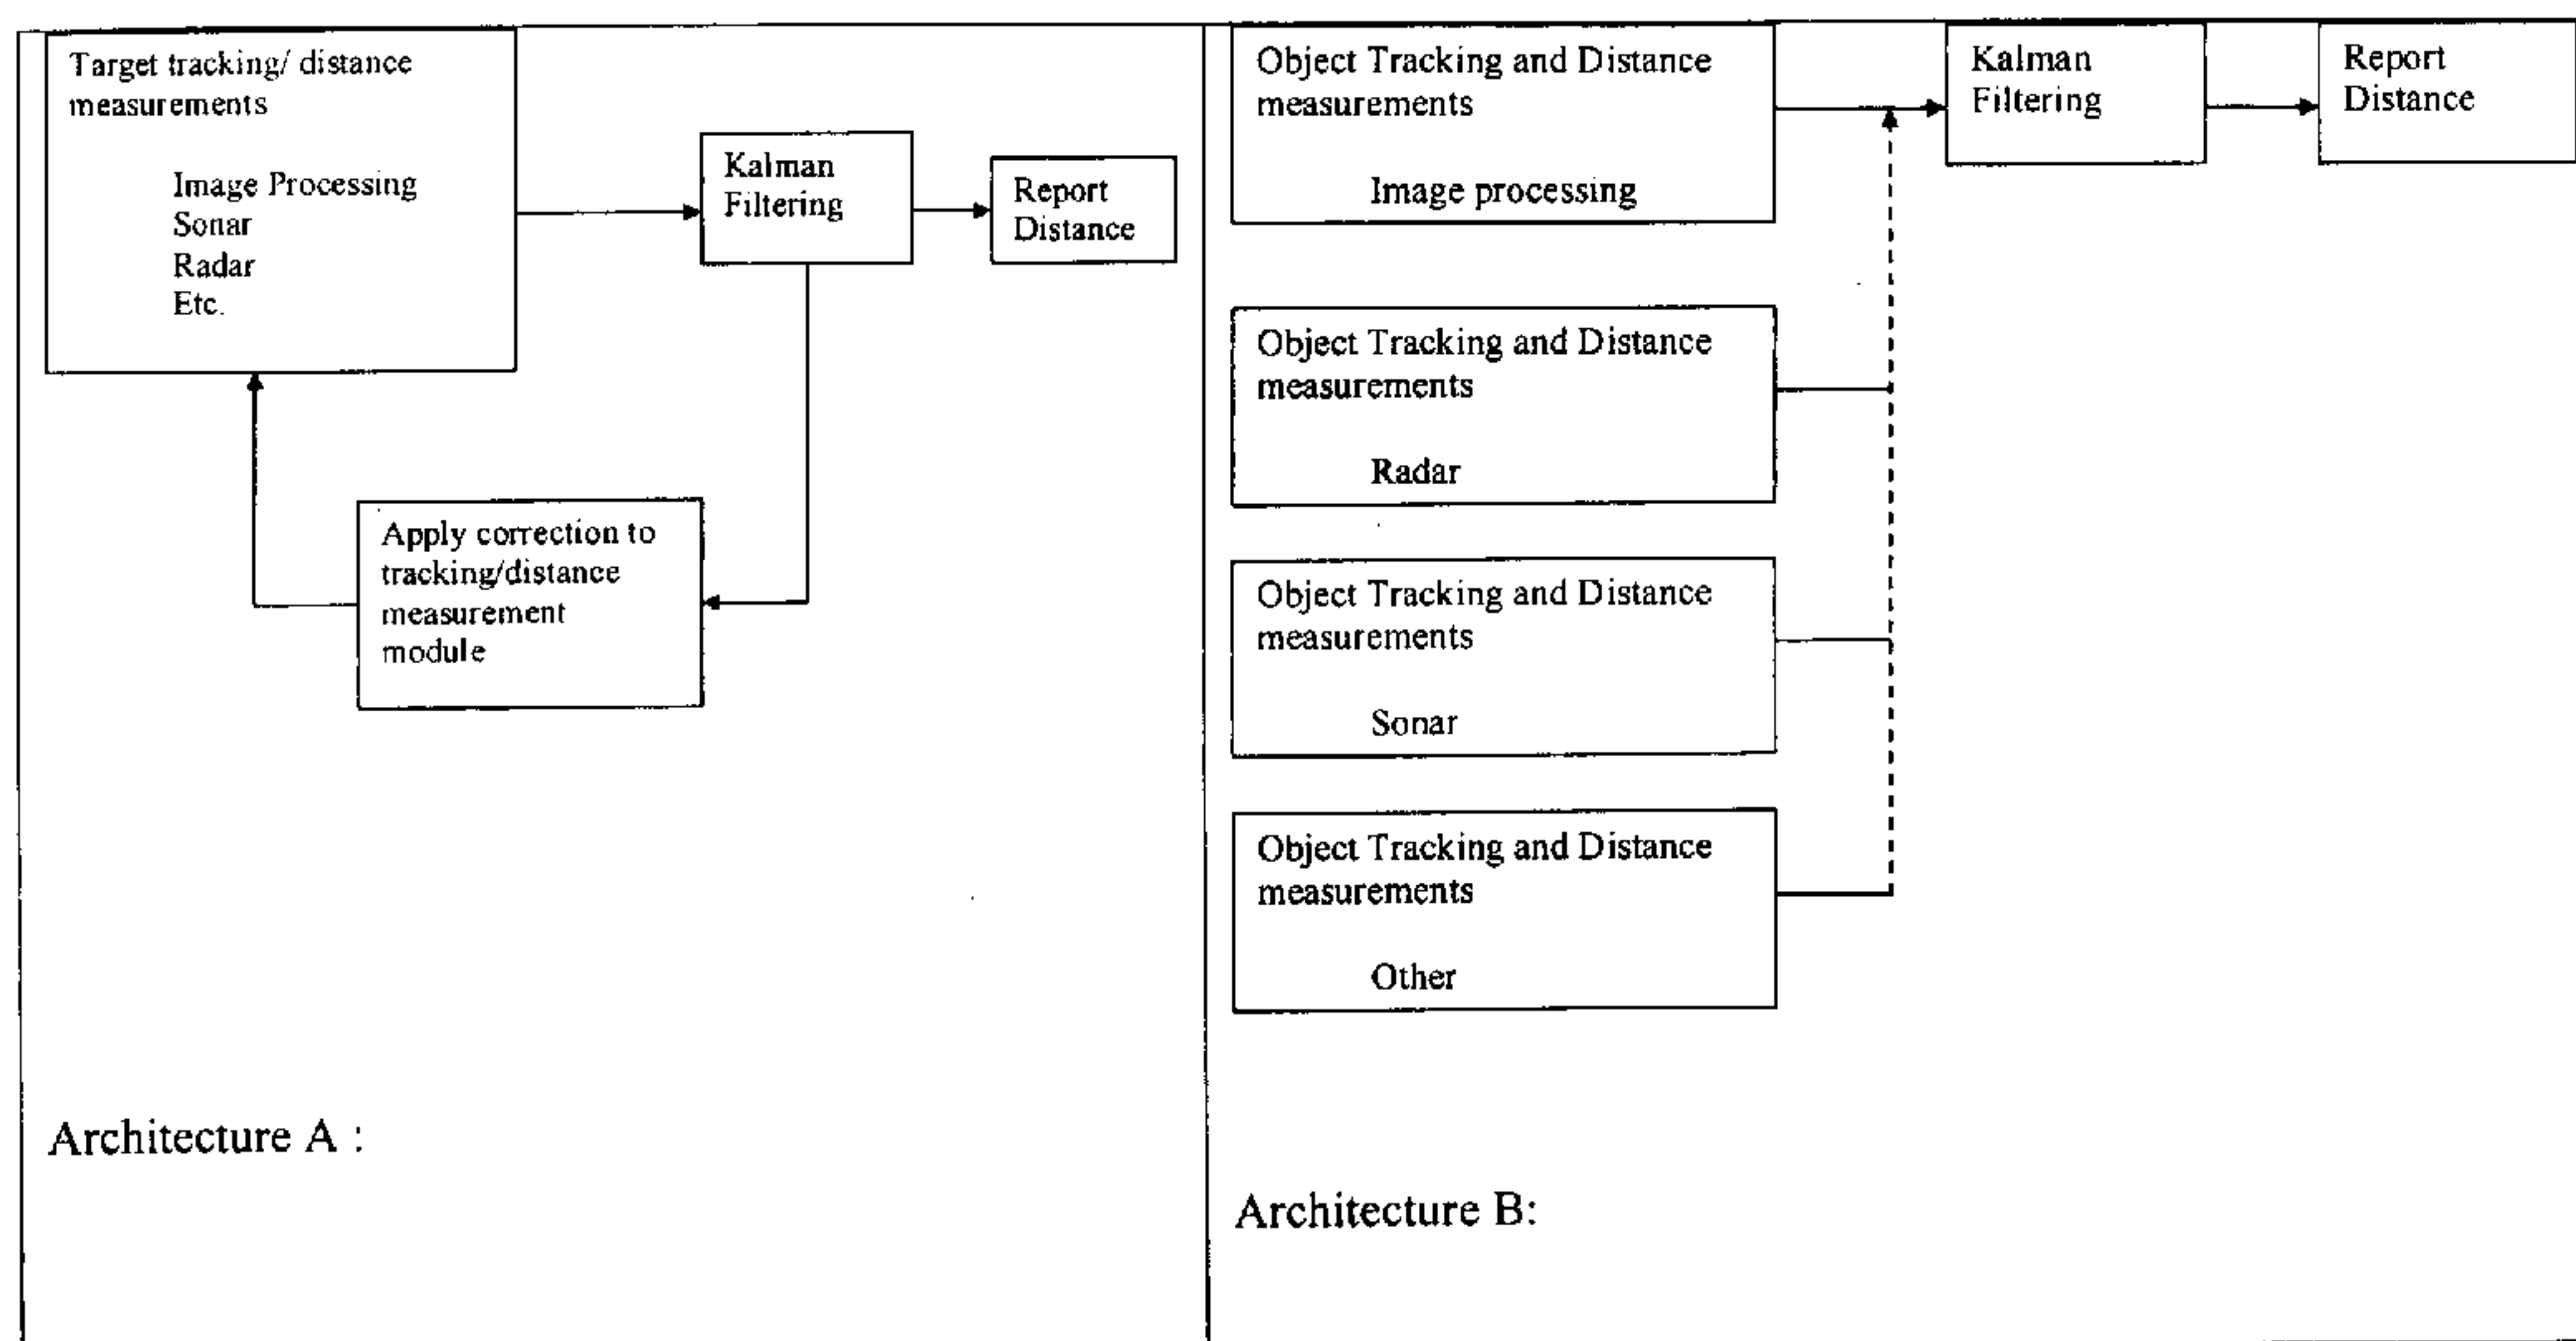 Target tracking/ distance
measurements
Image Processing
Sonar
Radar
Etc.
Kalman
Filtering
Report
Distance
Apply correction to
tracking/distance
measurement
module
Architecture A :
Object Tracking and Distance
measurements
Image processing
Kalman
Filtering
Report
Distance
Object Tracking and Distance
measurements
Radar
Object Tracking and Distance
measurements
Sonar
Object Tracking and Distance
measurements
Other
Architecture B: